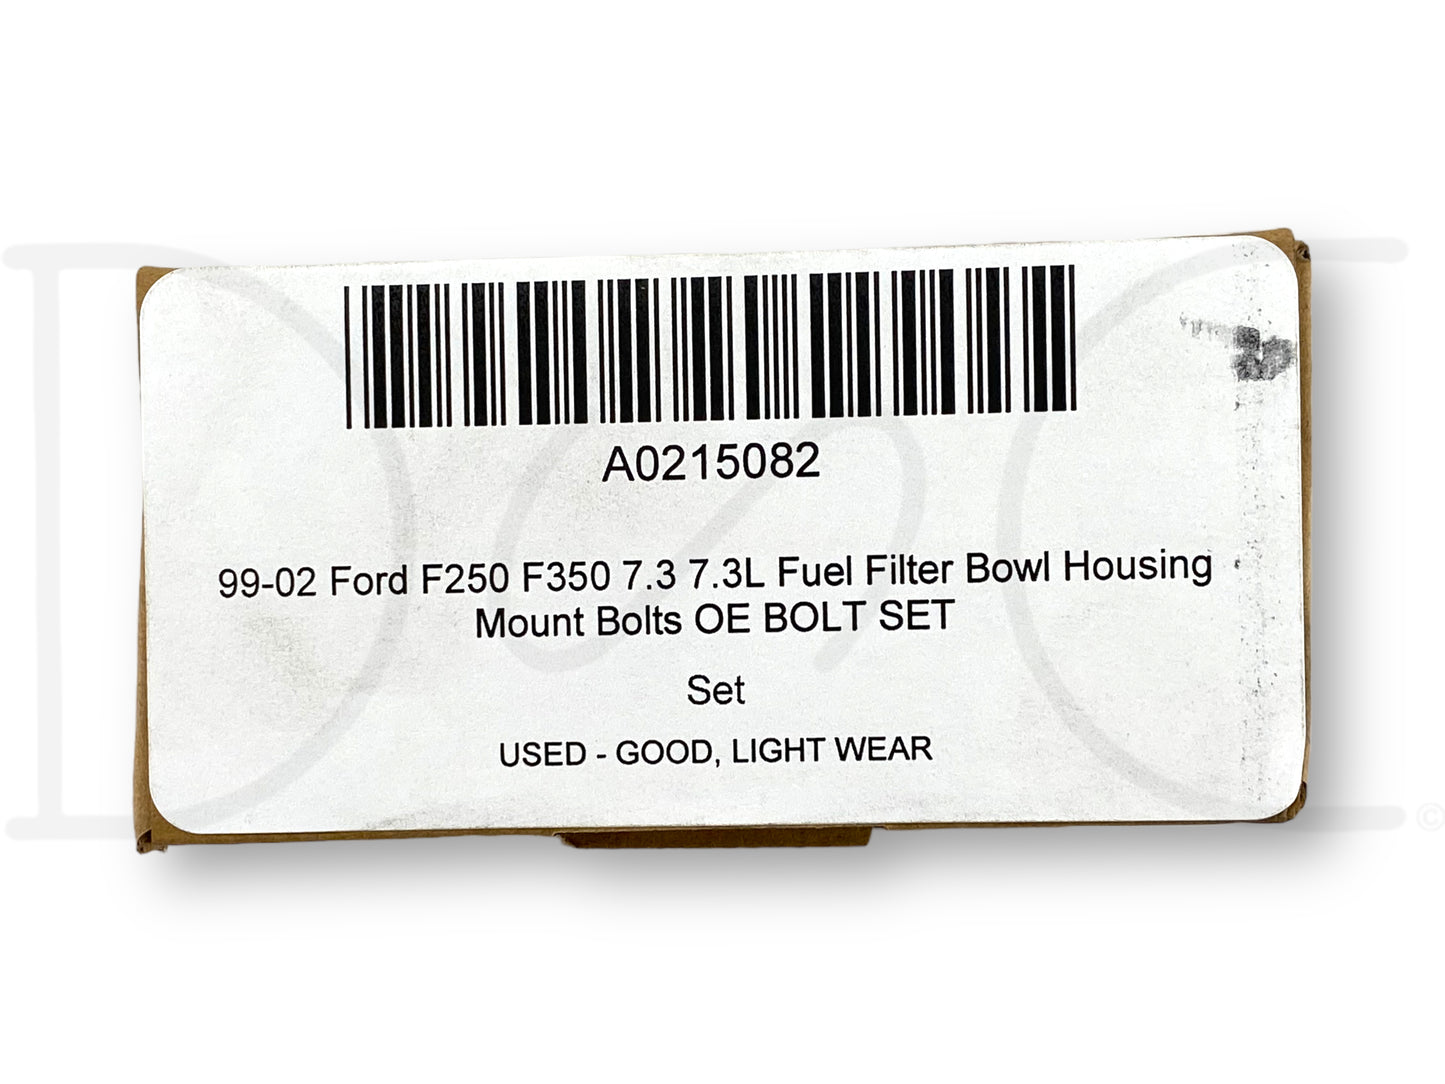 A0215082
99-02 Ford F250 F350 7.3 7.3L Fuel Filter Bowl Housing
Mount Bolts OE BOLT SET
Set
USED - GOOD, LIGHT WEAR